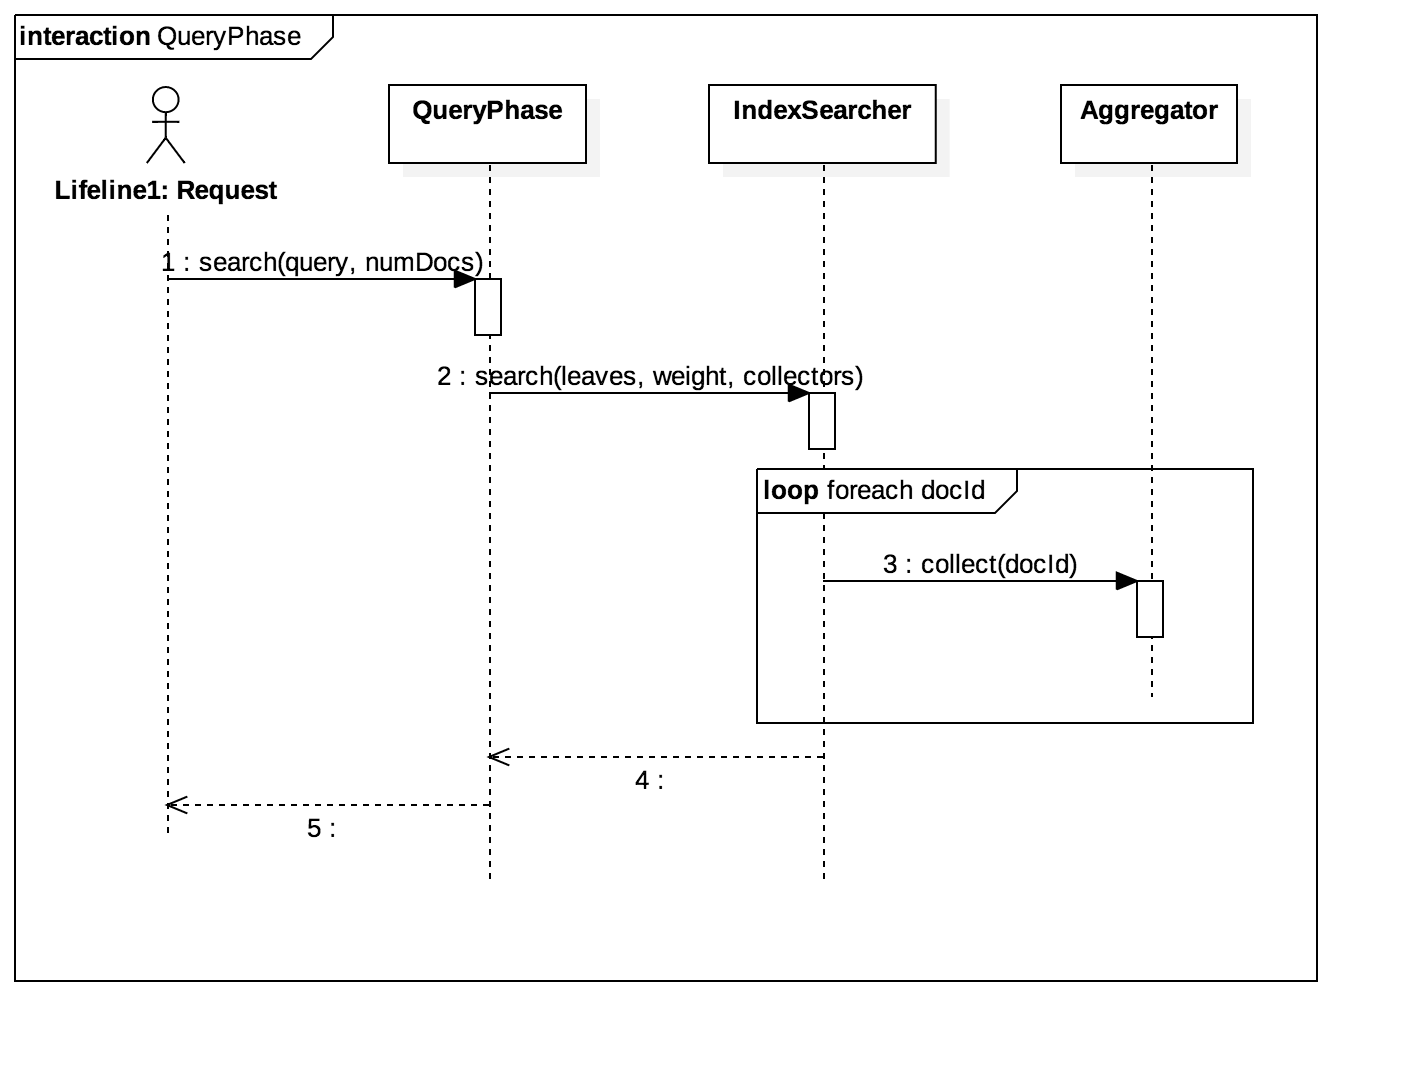 interaction QueryPhase
QueryPhase
IndexSearcher
Aggregator
Lifeline1: Request
1 : search(query, numDocs)
2 : search(leaves, weight, collectors)
loop foreach docId
3 : collect(docId)
4 :
5 :